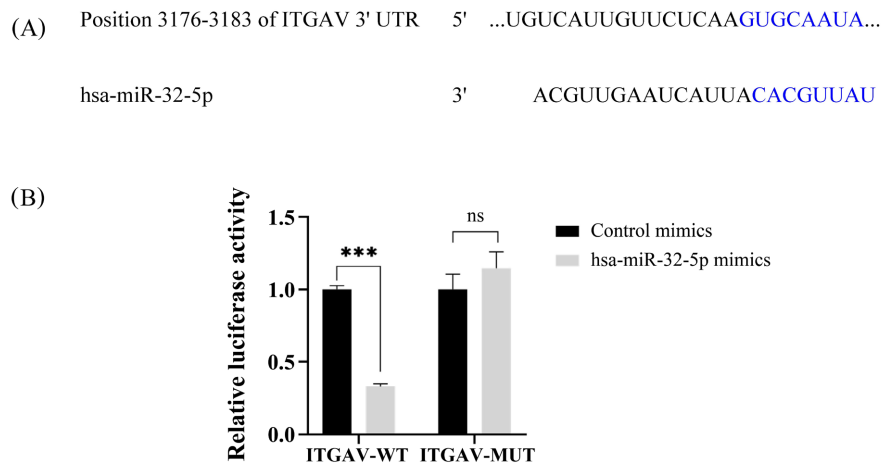 (A) Position 3176-3183 of ITGAV 3' UTR 5' ...UGUCAUUGUUCUCAAGUGCAAUA...
hsa-miR-32-5p 3' ACGUUGAAUCAUUACACGUUAU
(B)
Relative luciferase activity
1.5
1.0
0.5
0.0
***
ns
ITGAV-WT ITGAV-MUT
Control mimics
hsa-miR-32-5p mimics